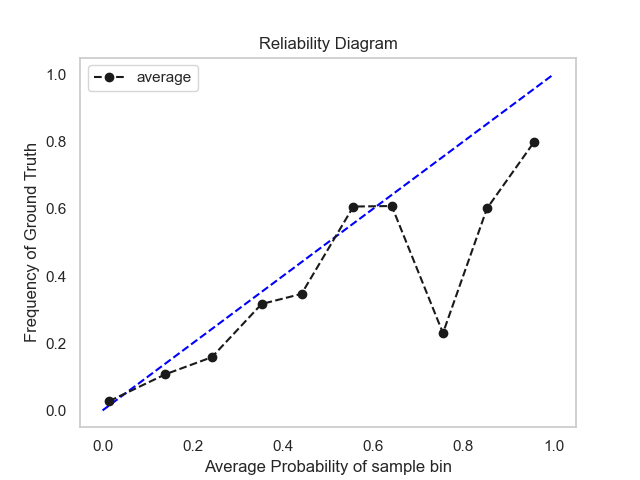 Reliability Diagram
average
1.0
0.8
0.6
0.4
0.2
0.0
Frequency of Ground Truth
0.0 0.2 0.4 0.6 0.8 1.0
Average Probability of sample bin